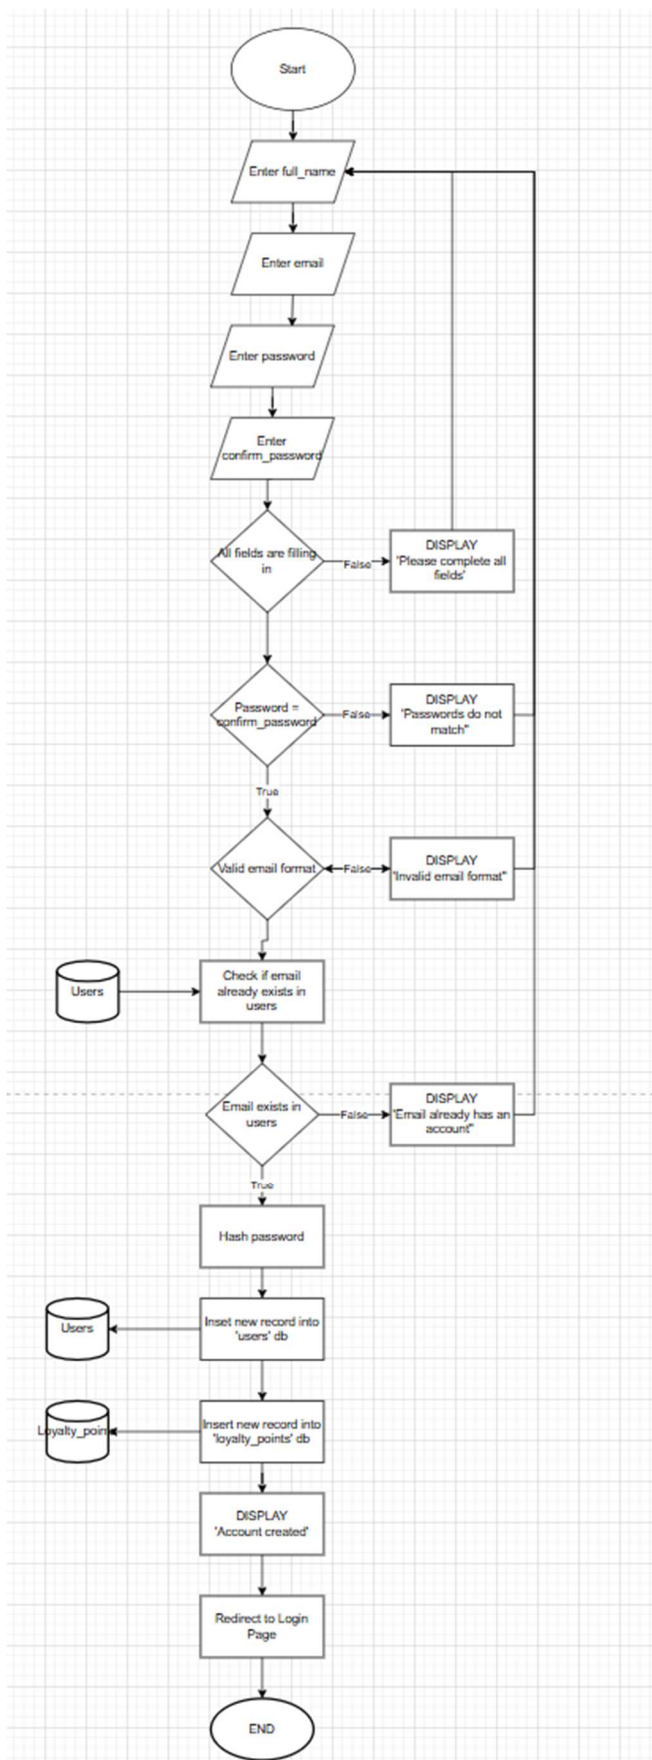 Start
Enter full_name
Enter email
Enter password
Enter
confirm_password
All fields are filling
in
False
DISPLAY
'Please complete all
fields'
Password =
confirm_password
False
DISPLAY
'Passwords do not
match"
True
Valid email format
False
DISPLAY
'Invalid email format"
Users
Check if email
already exists in
users
Email exists in
users
False
DISPLAY
'Email already has an
account"
True
Hash password
Users
Inset new record into
'users' db
Loyalty_poin
Insert new record into
'loyalty_points' db
DISPLAY
'Account created'
Redirect to Login
Page
END